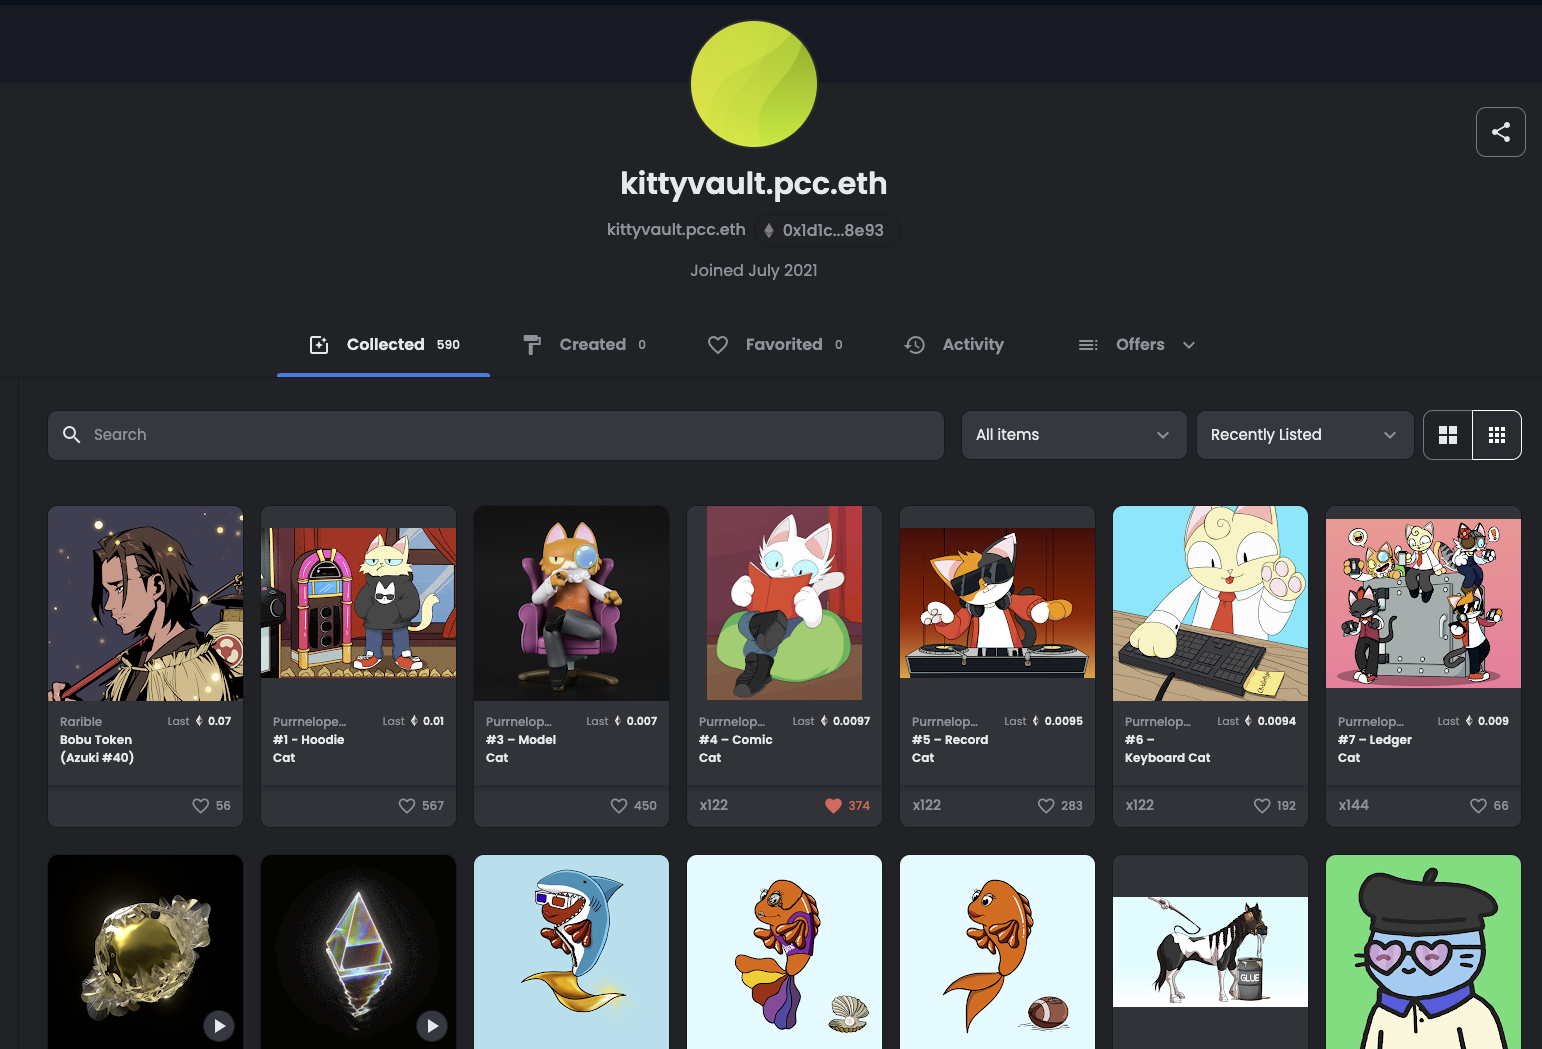 kittyvault.pcc.eth
kittyvault.pcc.eth 0x1d1c...8e93
Joined July 2021
Collected 590 Created 0 Favorited 0 Activity Offers
Search All items Recently Listed
Rarible Last 0.07
Bobu Token
(Azuki #40)
56
Purrnelope... Last 0.01
#1 - Hoodie
Cat
567
Purrnelop... Last 0.007
#3 – Model
Cat
450
Purrnelop... Last 0.0097
#4 – Comic
Cat
x122 374
Purrnelop... Last 0.0095
#5 – Record
Cat
x122 283
Purrnelop... Last 0.0094
#6 –
Keyboard Cat
x122 192
Purrnelop... Last 0.009
#7 – Ledger
Cat
x144 66
GLUE